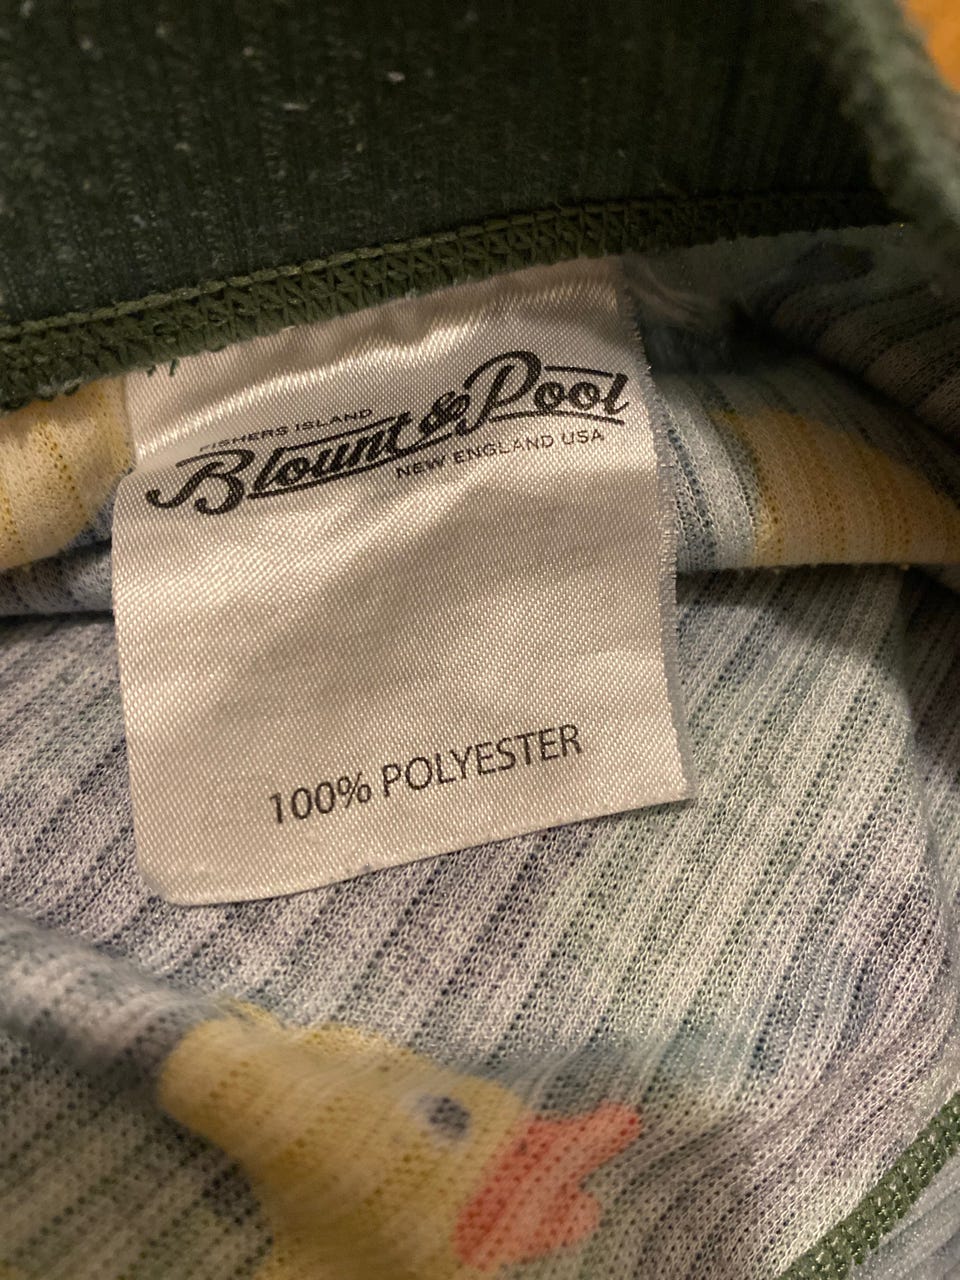 FISHERS ISLAND
Blount & Pool
NEW ENGLAND USA
100% POLYESTER